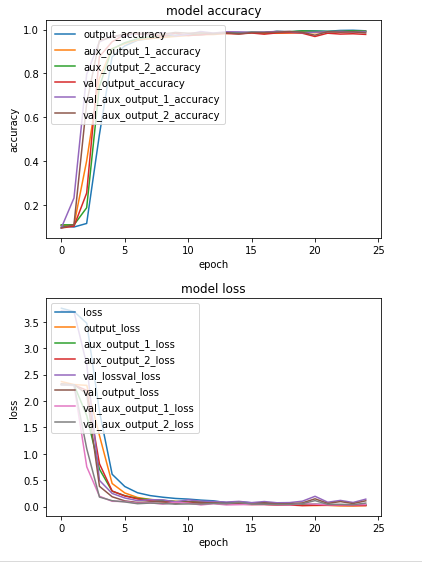 model accuracy
1.0
0.8
0.6
0.4
0.2
accuracy
output_accuracy
aux_output_1_accuracy
aux_output_2_accuracy
val_output_accuracy
val_aux_output_1_accuracy
val_aux_output_2_accuracy
0 5 10 15 20 25
epoch
model loss
3.5
3.0
2.5
2.0
1.5
1.0
0.5
0.0
loss
loss
output_loss
aux_output_1_loss
aux_output_2_loss
val_lossval_loss
val_output_loss
val_aux_output_1_loss
val_aux_output_2_loss
0 5 10 15 20 25
epoch